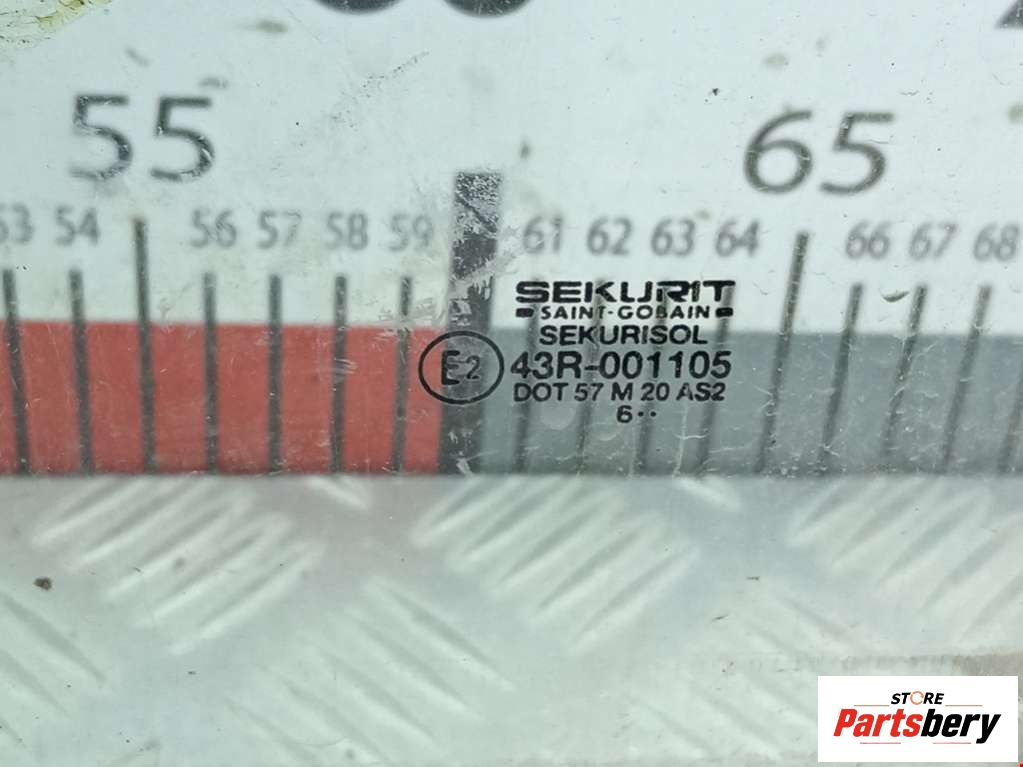 55 65
53 54 56 57 58 59 61 62 63 64 66 67 68
SEKURIT
SAINT-GOBAIN
SEKURISOL
E2 43R-001105
DOT 57 M 20 AS2
6··
STORE
Partsbery